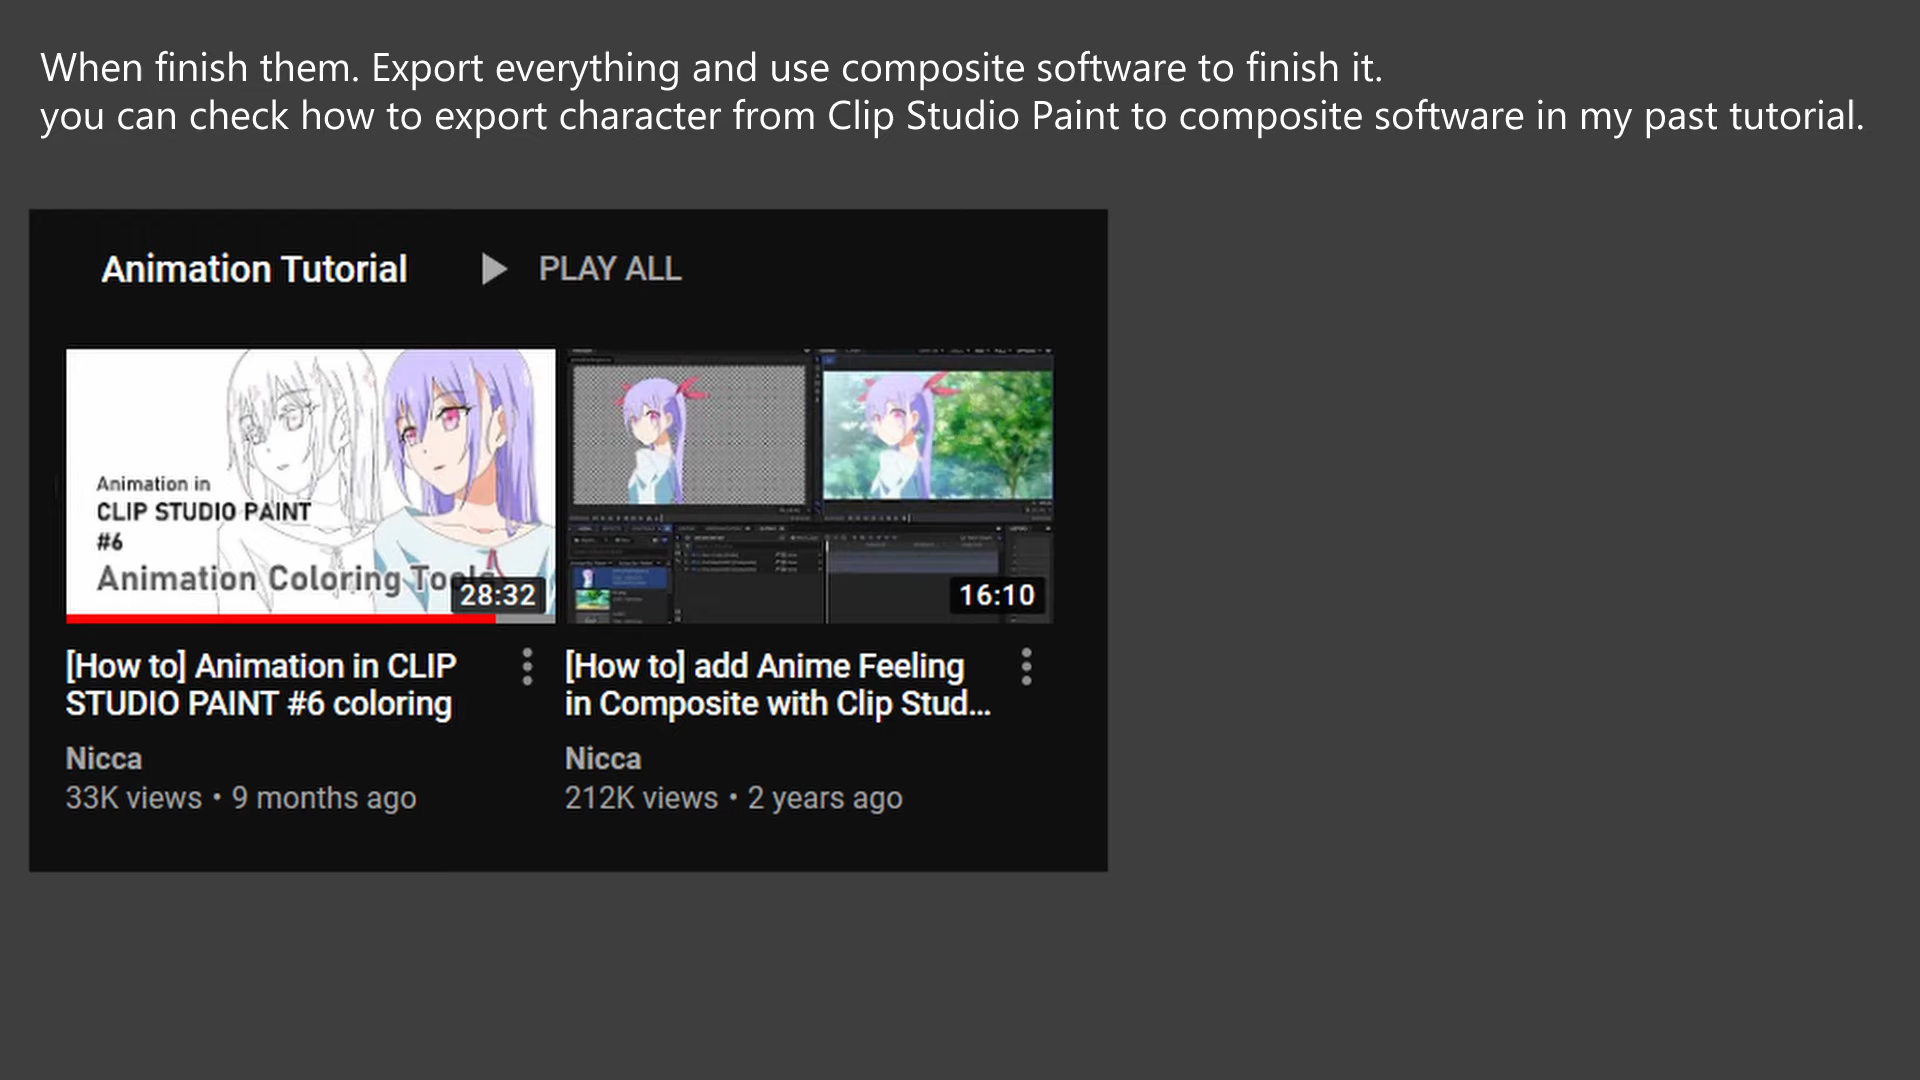 When finish them. Export everything and use composite software to finish it.
you can check how to export character from Clip Studio Paint to composite software in my past tutorial.
Animation Tutorial
PLAY ALL
Animation in
CLIP STUDIO PAINT
#6
Animation Coloring Tools
28:32
16:10
[How to] Animation in CLIP
STUDIO PAINT #6 coloring
Nicca
33K views • 9 months ago
[How to] add Anime Feeling
in Composite with Clip Stud...
Nicca
212K views • 2 years ago